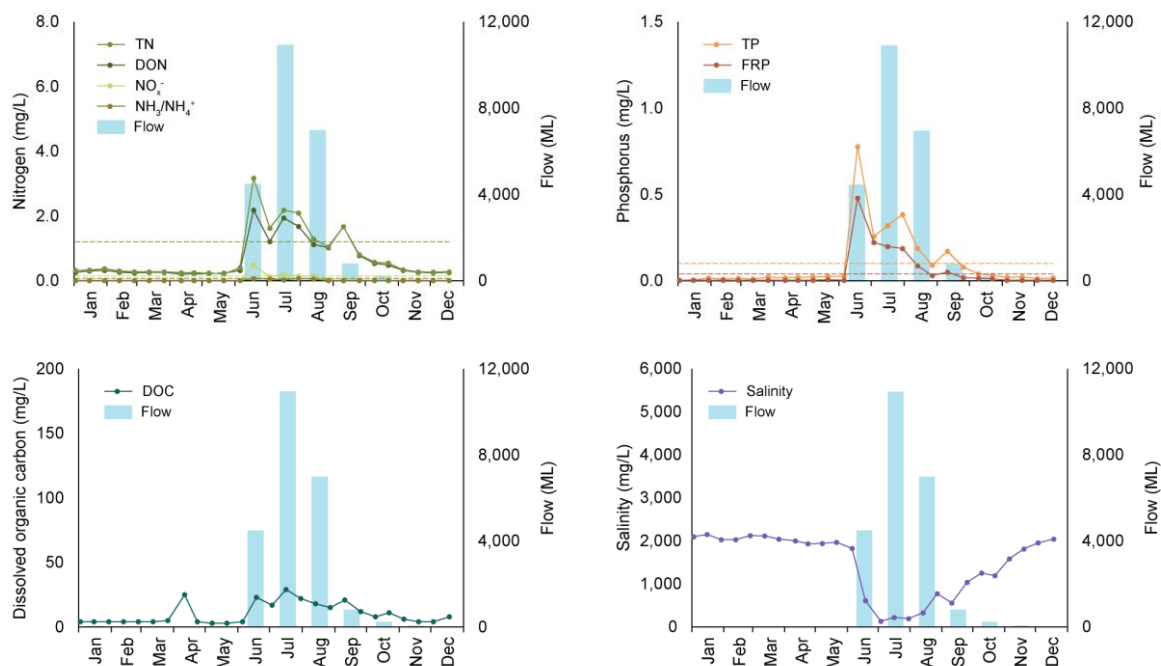 8.0
6.0
4.0
2.0
0.0
Nitrogen (mg/L)
TN
DON
NOₓ⁻
NH₃/NH₄⁺
Flow
12,000
8,000
4,000
0
Flow (ML)
Jan
Feb
Mar
Apr
May
Jun
Jul
Aug
Sep
Oct
Nov
Dec
1.5
1.0
0.5
0.0
Phosphorus (mg/L)
TP
FRP
Flow
12,000
8,000
4,000
0
Flow (ML)
Jan
Feb
Mar
Apr
May
Jun
Jul
Aug
Sep
Oct
Nov
Dec
200
150
100
50
0
Dissolved organic carbon (mg/L)
DOC
Flow
12,000
8,000
4,000
0
Flow (ML)
Jan
Feb
Mar
Apr
May
Jun
Jul
Aug
Sep
Oct
Nov
Dec
6,000
5,000
4,000
3,000
2,000
1,000
0
Salinity (mg/L)
Salinity
Flow
12,000
8,000
4,000
0
Flow (ML)
Jan
Feb
Mar
Apr
May
Jun
Jul
Aug
Sep
Oct
Nov
Dec